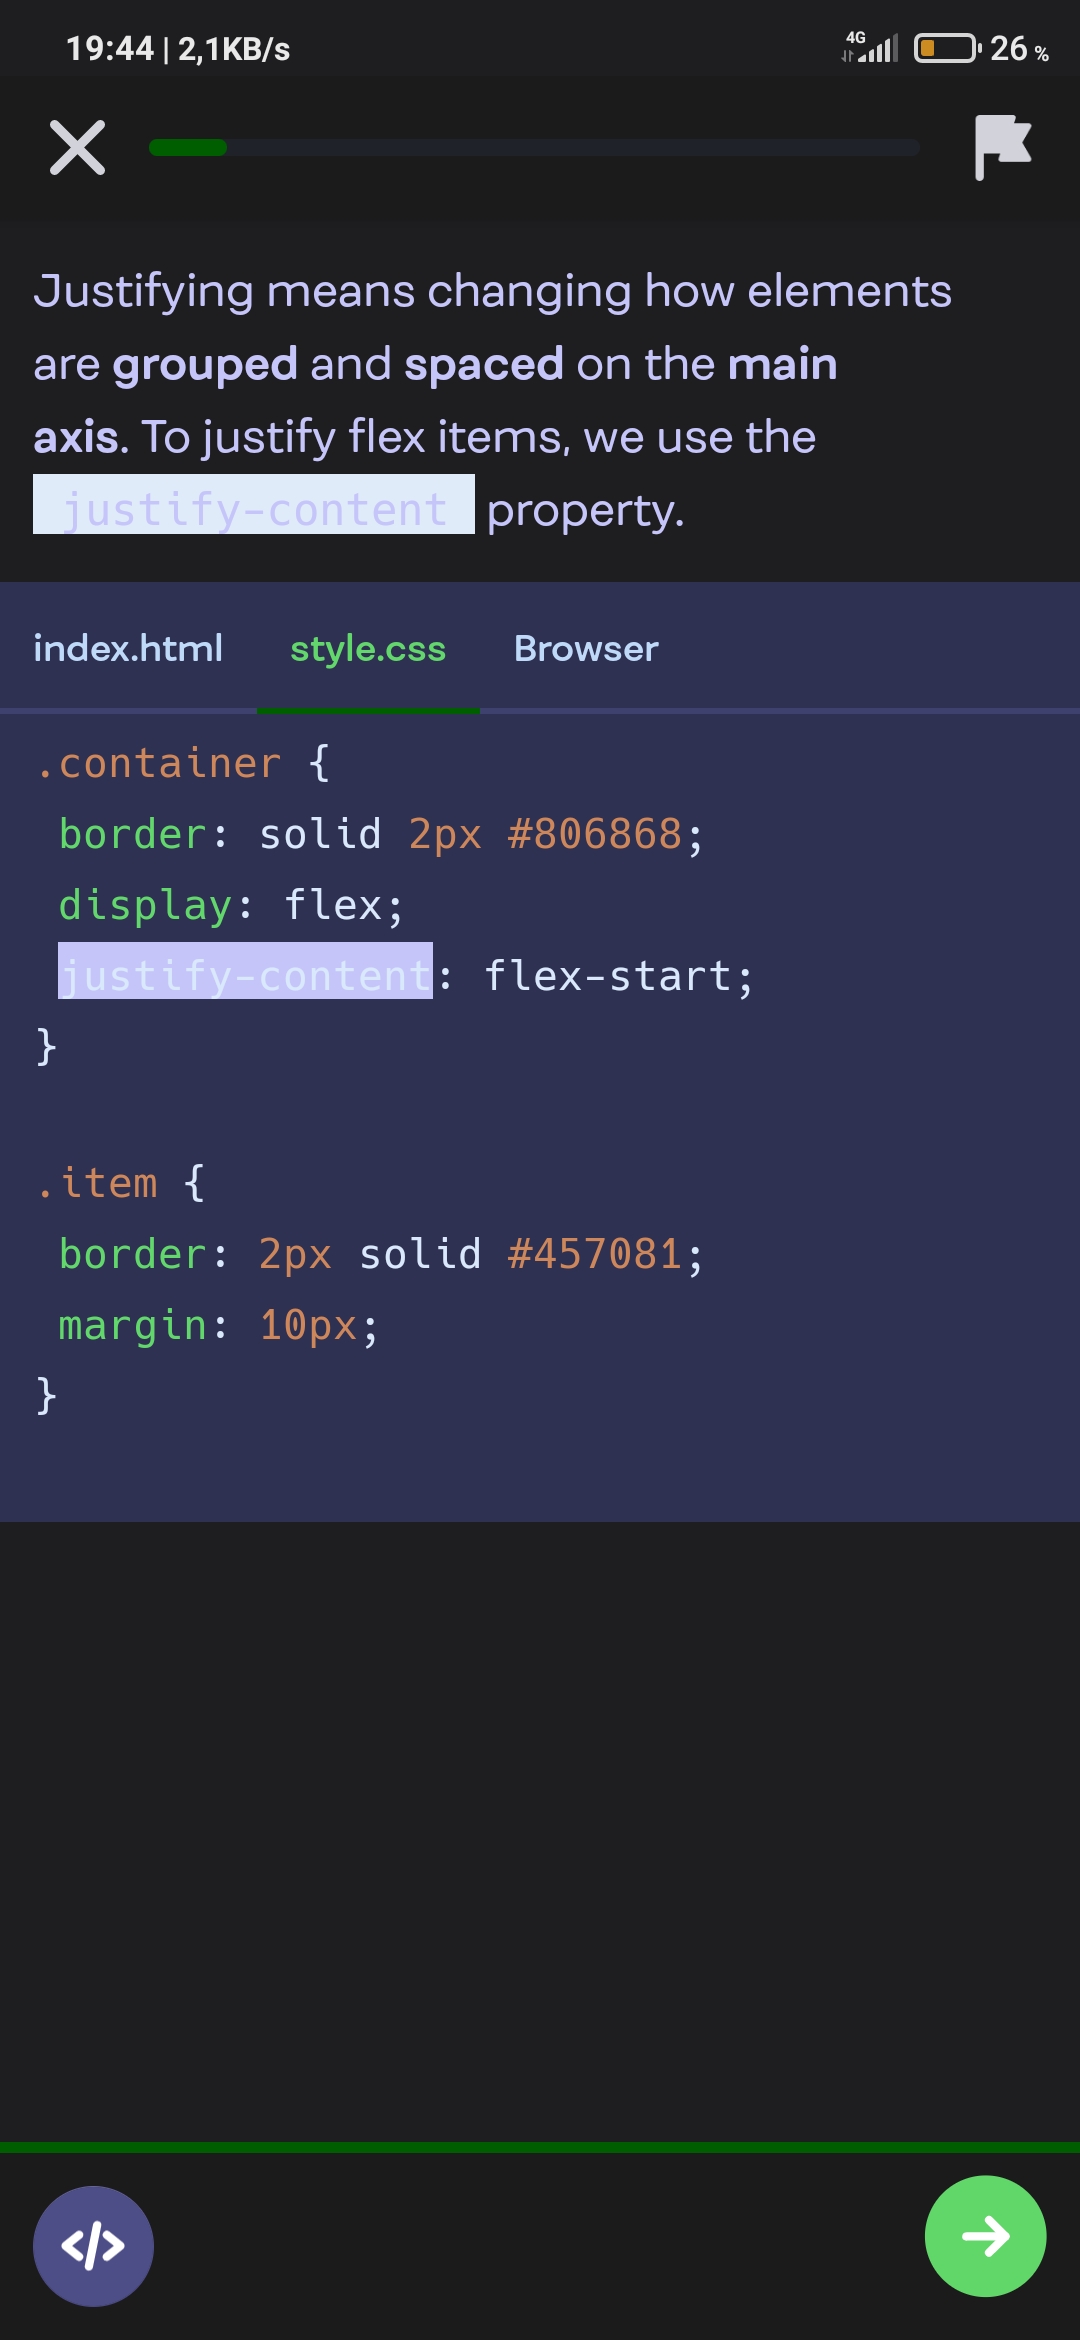 19:44 | 2,1KB/s 4G 26 %
Justifying means changing how elements
are grouped and spaced on the main
axis. To justify flex items, we use the
justify-content property.
index.html style.css Browser
.container {
border: solid 2px #806868;
display: flex;
justify-content: flex-start;
}
.item {
border: 2px solid #457081;
margin: 10px;
}
</>